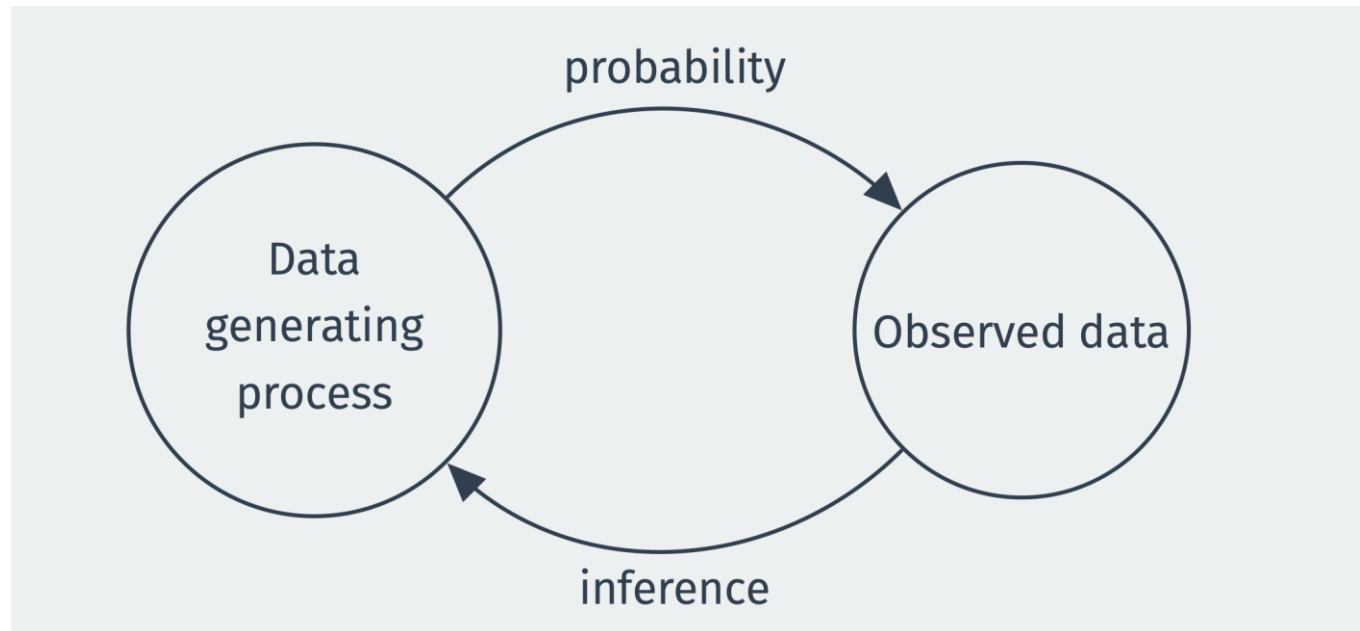 probability
Data
generating
process
Observed data
inference